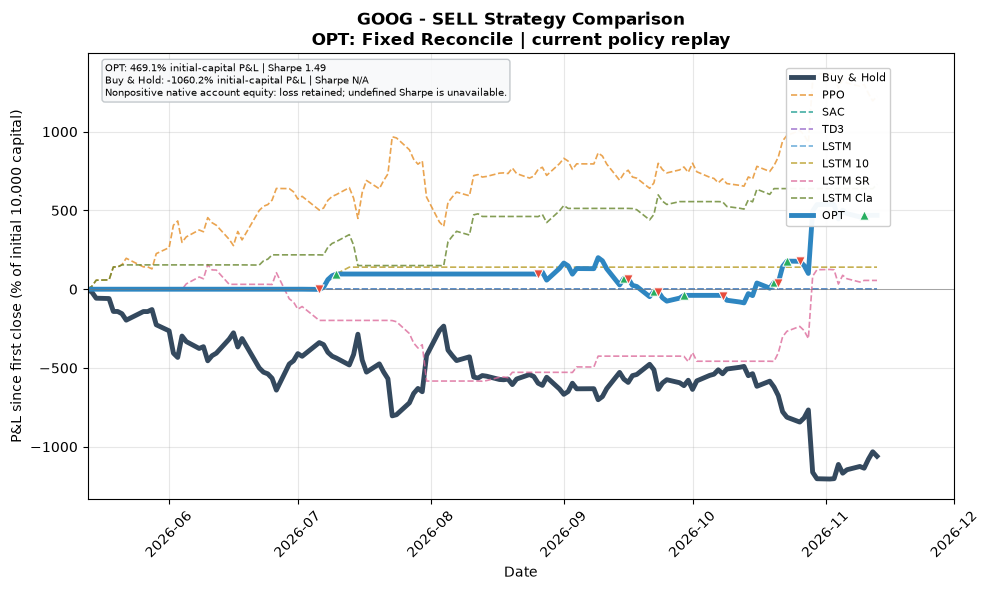 GOOG - SELL Strategy Comparison
OPT: Fixed Reconcile | current policy replay
OPT: 469.1% initial-capital P&L | Sharpe 1.49
Buy & Hold: -1060.2% initial-capital P&L | Sharpe N/A
Nonpositive native account equity: loss retained; undefined Sharpe is unavailable.
Buy & Hold
PPO
SAC
TD3
LSTM
LSTM 10
LSTM SR
LSTM Cla
OPT
P&L since first close (% of initial 10,000 capital)
1000
500
0
−500
−1000
2026-06
2026-07
2026-08
2026-09
2026-10
2026-11
2026-12
Date